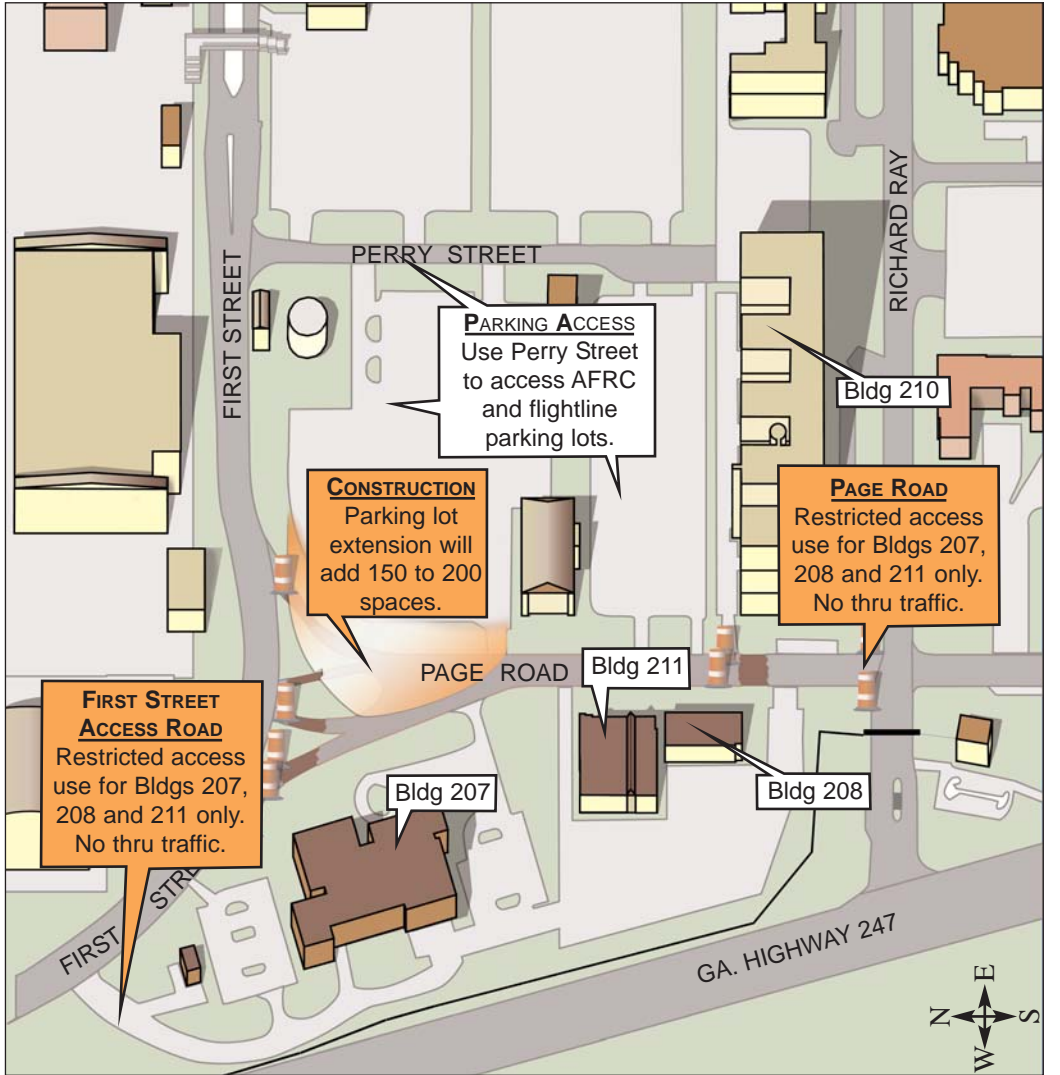 RICHARD RAY
FIRST STREET
PERRY STREET
PARKING ACCESS
Use Perry Street
to access AFRC
and flightline
parking lots.
Bldg 210
CONSTRUCTION
Parking lot
extension will
add 150 to 200
spaces.
PAGE ROAD
Restricted access
use for Bldgs 207,
208 and 211 only.
No thru traffic.
PAGE ROAD
Bldg 211
FIRST STREET
ACCESS ROAD
Restricted access
use for Bldgs 207,
208 and 211 only.
No thru traffic.
Bldg 207
Bldg 208
FIRST STRE
GA. HIGHWAY 247
N
E
S
W